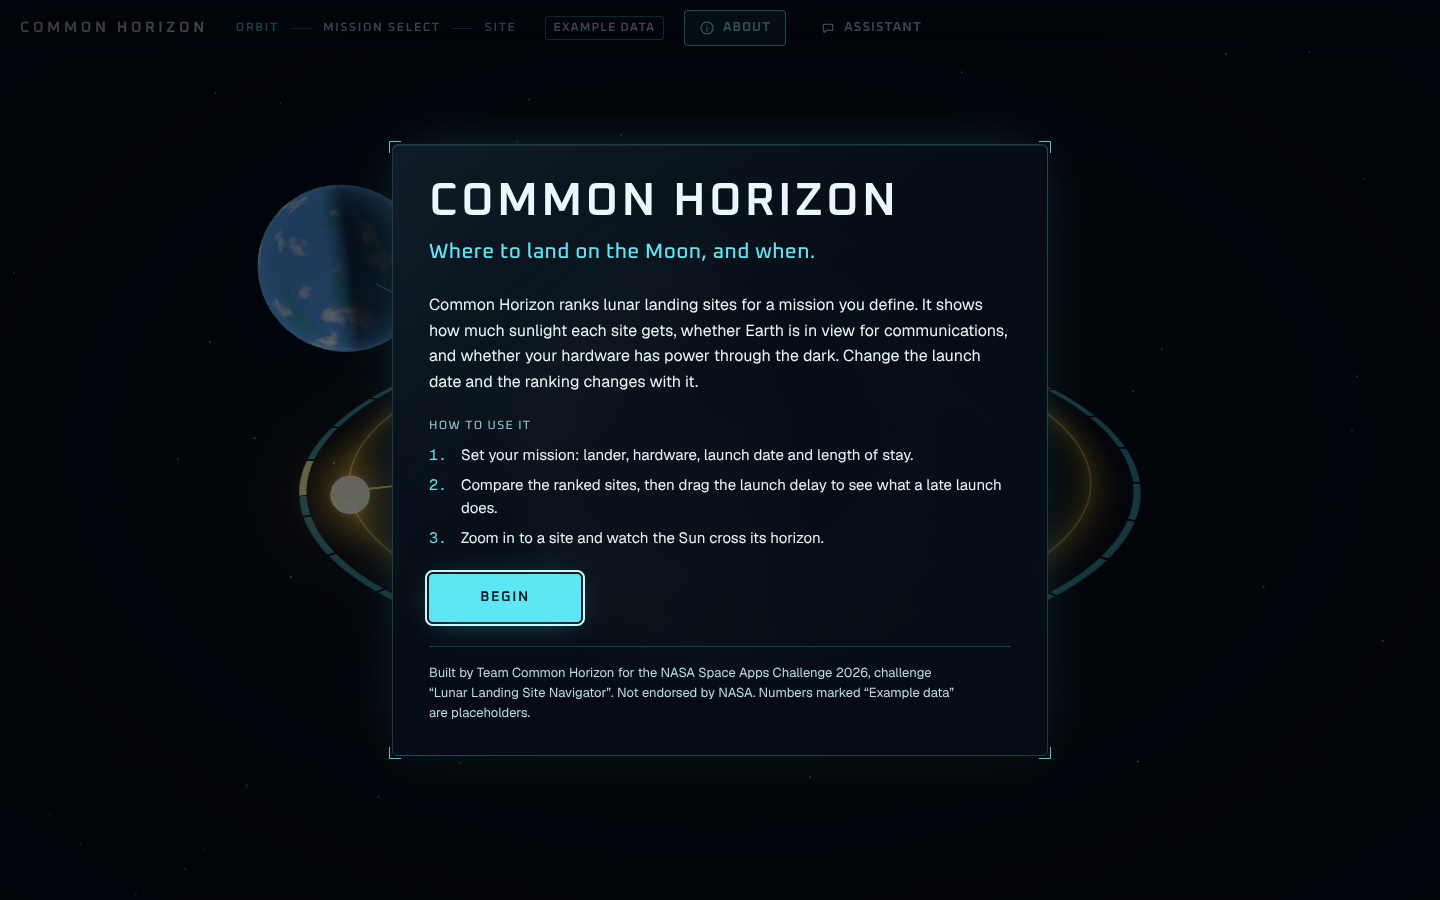 COMMON HORIZON
ORBIT
MISSION SELECT
SITE
EXAMPLE DATA
ABOUT
ASSISTANT
COMMON HORIZON
Where to land on the Moon, and when.
Common Horizon ranks lunar landing sites for a mission you define. It shows
how much sunlight each site gets, whether Earth is in view for communications,
and whether your hardware has power through the dark. Change the launch
date and the ranking changes with it.
HOW TO USE IT
1. Set your mission: lander, hardware, launch date and length of stay.
2. Compare the ranked sites, then drag the launch delay to see what a late launch
does.
3. Zoom in to a site and watch the Sun cross its horizon.
BEGIN
Built by Team Common Horizon for the NASA Space Apps Challenge 2026, challenge
“Lunar Landing Site Navigator”. Not endorsed by NASA. Numbers marked “Example data”
are placeholders.